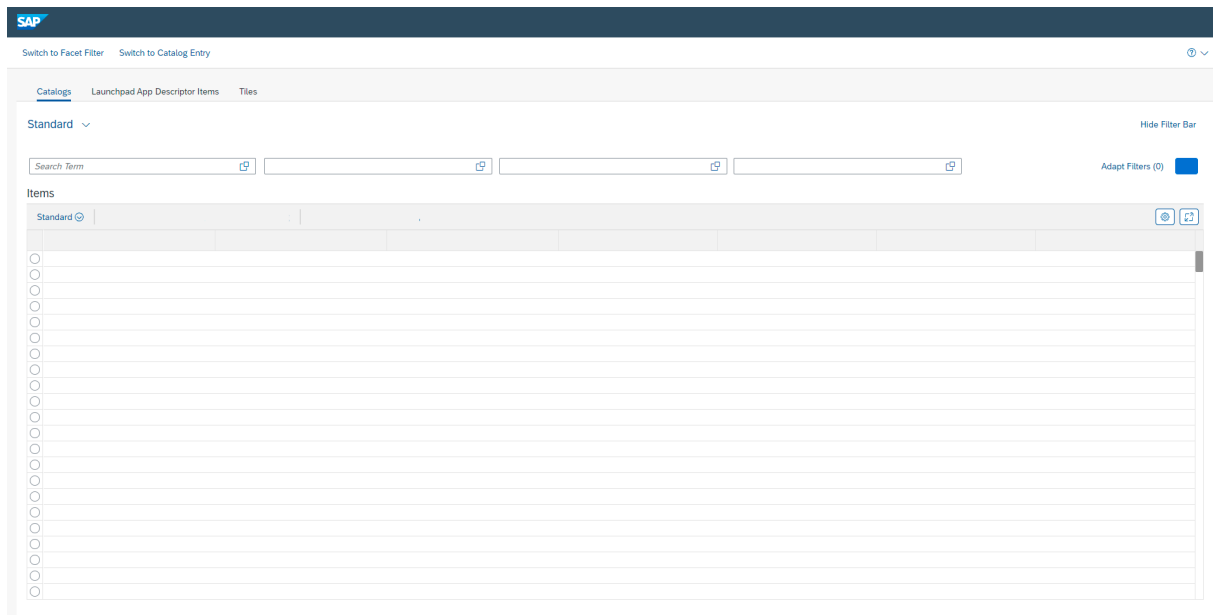 SAP
Switch to Facet Filter Switch to Catalog Entry
Catalogs Launchpad App Descriptor Items Tiles
Standard
Hide Filter Bar
Search Term
Adapt Filters (0)
Items
Standard